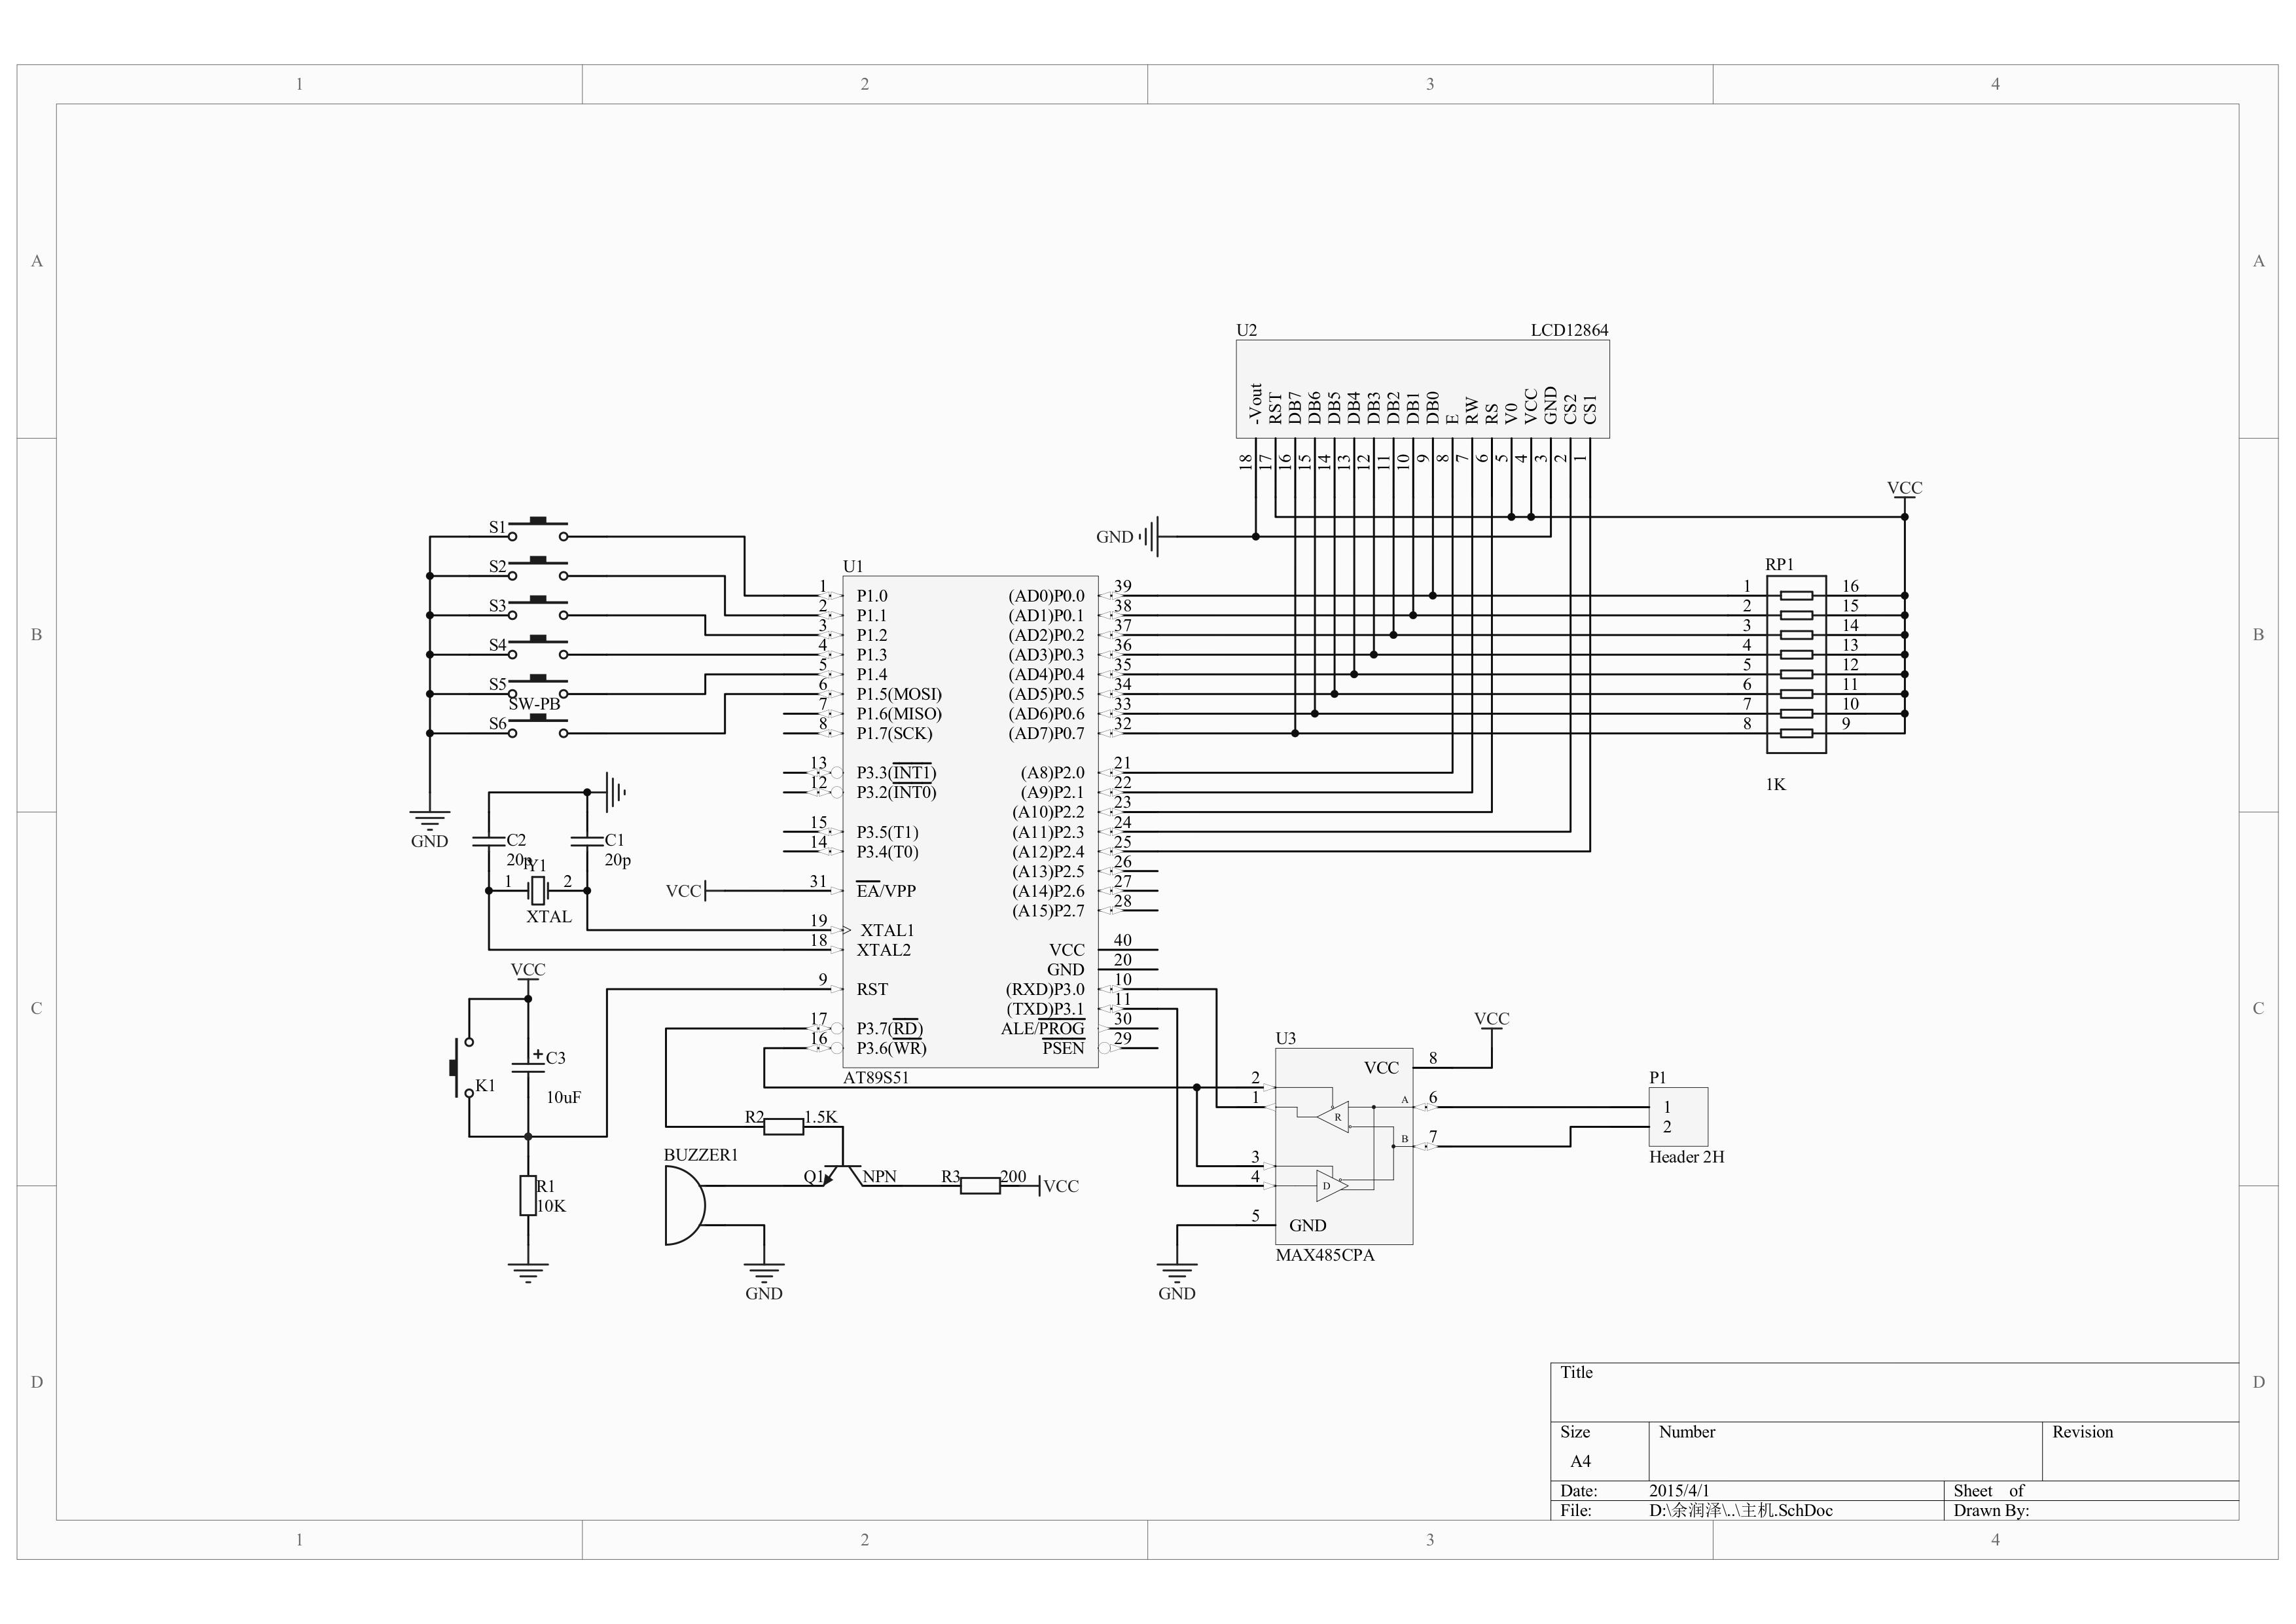 1 2 3 4
A A
U2 LCD12864
-Vout
RST
DB7
DB6
DB5
DB4
DB3
DB2
DB1
DB0
E
RW
RS
V0
VCC
GND
CS2
CS1
18 17 16 15 14 13 12 11 10 9 8 7 6 5 4 3 2 1
VCC
GND
S1
S2
S3
S4
S5
SW-PB
S6
GND
B B
U1
1 P1.0 (AD0)P0.0 39
2 P1.1 (AD1)P0.1 38
3 P1.2 (AD2)P0.2 37
4 P1.3 (AD3)P0.3 36
5 P1.4 (AD4)P0.4 35
6 P1.5(MOSI) (AD5)P0.5 34
7 P1.6(MISO) (AD6)P0.6 33
8 P1.7(SCK) (AD7)P0.7 32
13 P3.3(INT1) (A8)P2.0 21
12 P3.2(INT0) (A9)P2.1 22
(A10)P2.2 23
15 P3.5(T1) (A11)P2.3 24
14 P3.4(T0) (A12)P2.4 25
(A13)P2.5 26
VCC 31 EA/VPP (A14)P2.6 27
(A15)P2.7 28
19 XTAL1
18 XTAL2 VCC 40
GND 20
9 RST (RXD)P3.0 10
(TXD)P3.1 11
17 P3.7(RD) ALE/PROG 30
16 P3.6(WR) PSEN 29
AT89S51
RP1
1 16
2 15
3 14
4 13
5 12
6 11
7 10
8 9
1K
C2 C1
20p 20p
Y1
1 2
XTAL
C C
VCC
C3
K1
10uF
R1
10K
R2 1.5K
BUZZER1
Q1 NPN R3 200 VCC
GND
U3
VCC
VCC 8
2
1
R
A 6
B 7
3
4
D
5 GND
MAX485CPA
GND
P1
1
2
Header 2H
D D
Title
Size Number Revision
A4
Date: 2015/4/1 Sheet of
File: D:\余润泽\..\主机.SchDoc Drawn By:
1 2 3 4